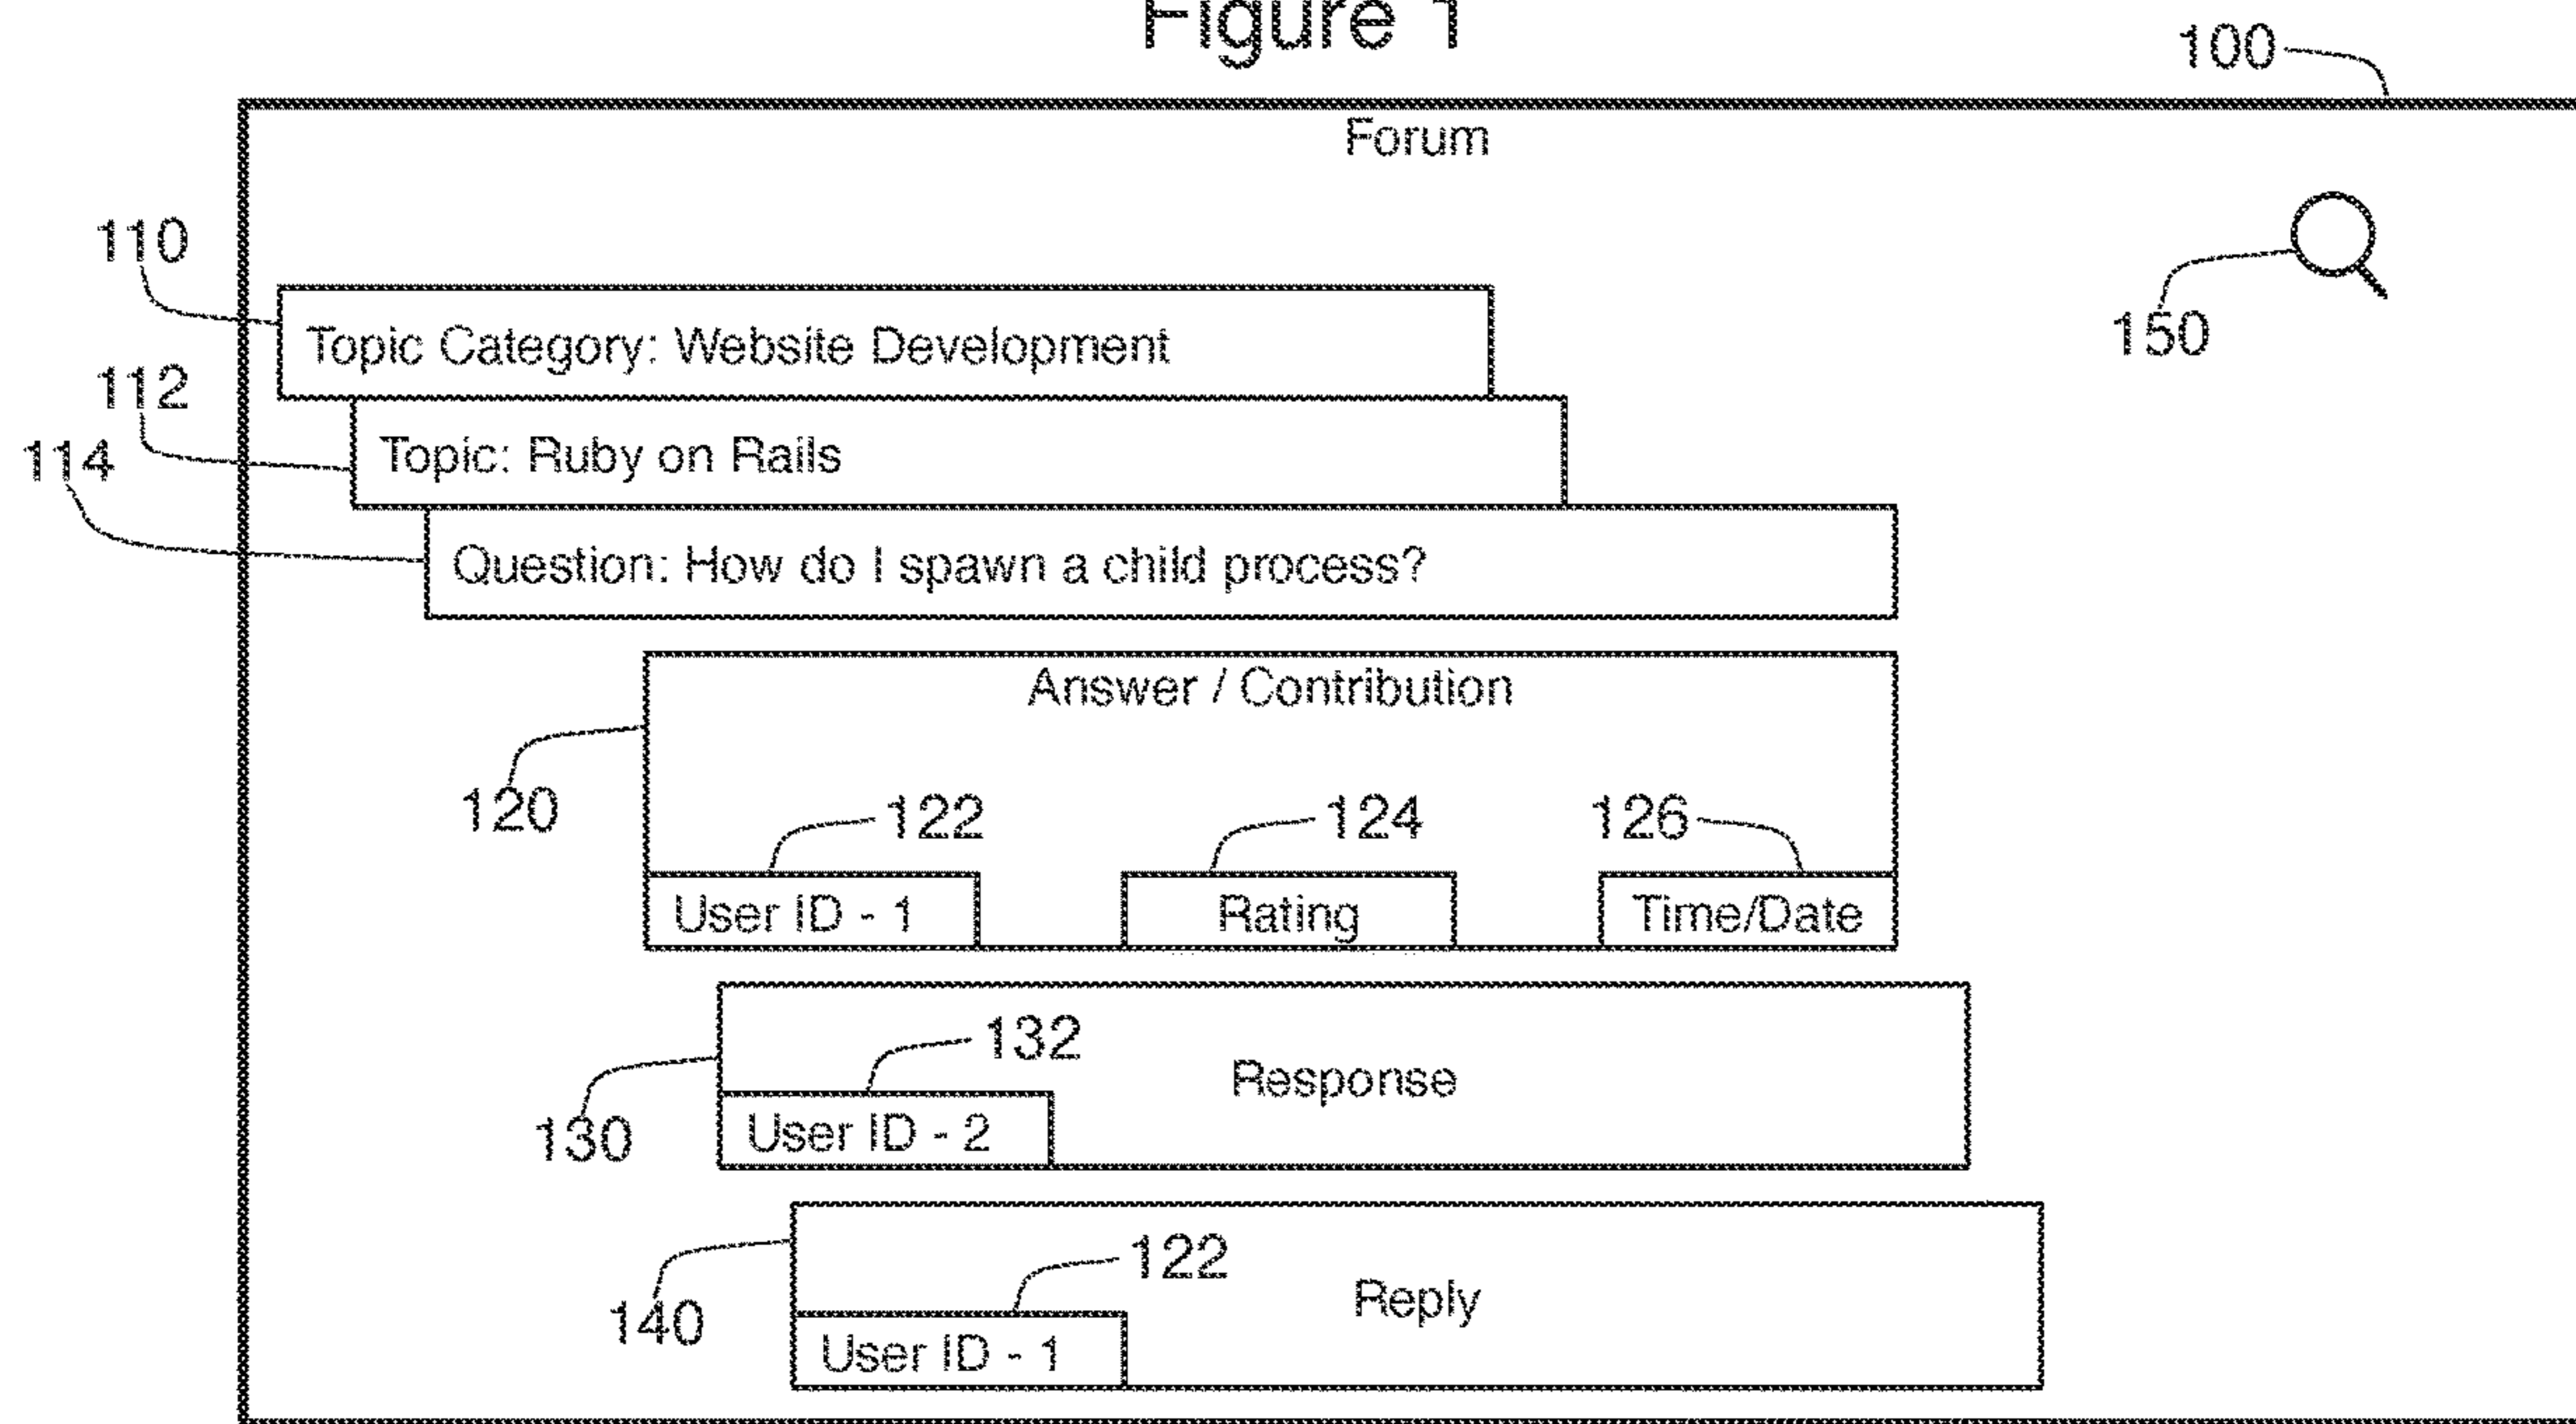 Figure 1
100
Forum
110
150
Topic Category: Website Development
112
Topic: Ruby on Rails
114
Question: How do I spawn a child process?
Answer / Contribution
120
122
124
126
User ID - 1
Rating
Time/Date
132
Response
130
User ID - 2
122
Reply
140
User ID - 1